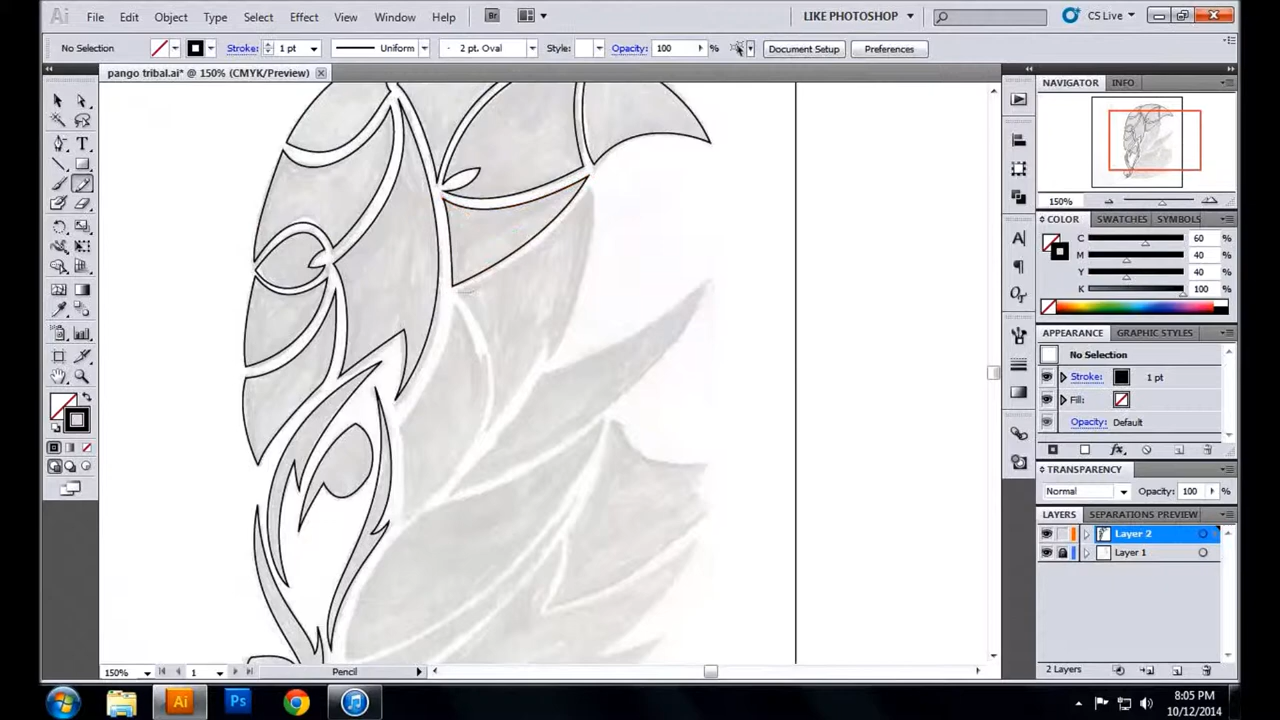 Ai File Edit Object Type Select Effect View Window Help Br LIKE PHOTOSHOP CS Live
No Selection Stroke: 1 pt Uniform 2 pt. Oval Style: Opacity: 100 % Document Setup Preferences
pango tribal.ai* @ 150% (CMYK/Preview)
NAVIGATOR INFO
150%
COLOR SWATCHES SYMBOLS
C 60 %
M 40 %
Y 40 %
K 100 %
APPEARANCE GRAPHIC STYLES
No Selection
Stroke: 1 pt
Fill:
Opacity: Default
TRANSPARENCY
Normal Opacity: 100 %
LAYERS SEPARATIONS PREVIEW
Layer 2
Layer 1
2 Layers
150% 1 Pencil
Ai Ps
8:05 PM
10/12/2014